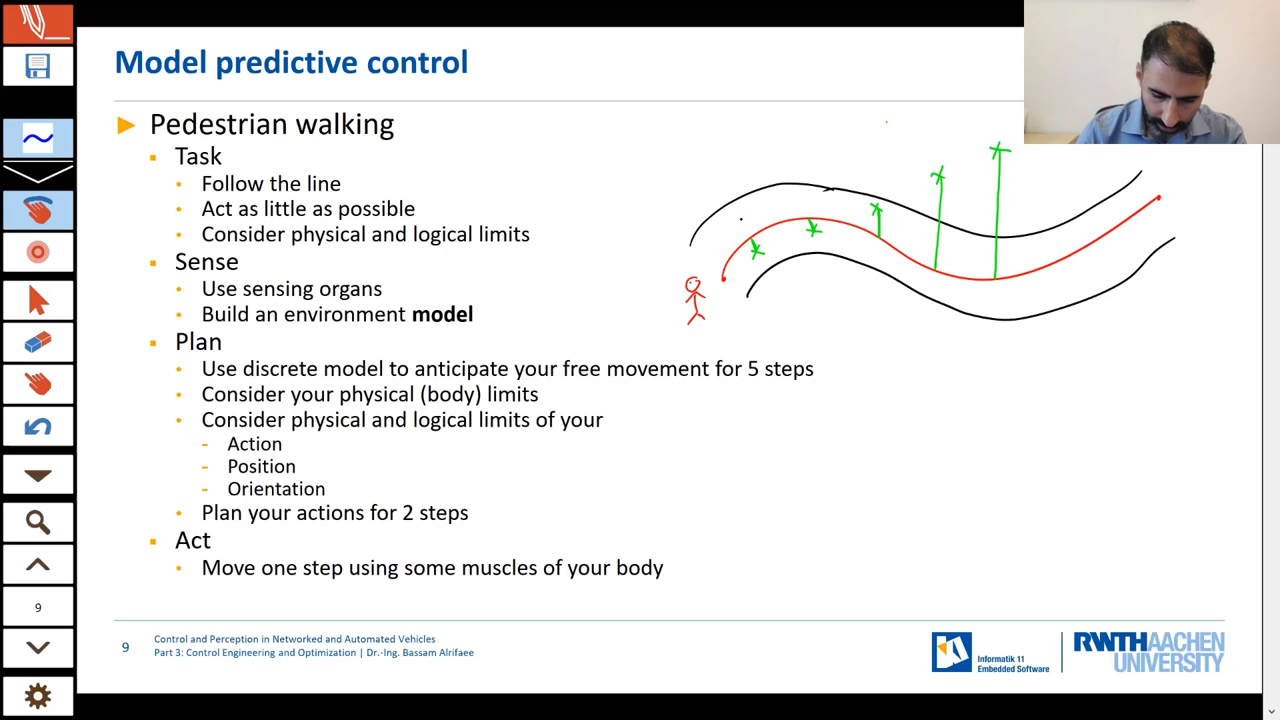 Model predictive control
Pedestrian walking
Task
Follow the line
Act as little as possible
Consider physical and logical limits
Sense
Use sensing organs
Build an environment model
Plan
Use discrete model to anticipate your free movement for 5 steps
Consider your physical (body) limits
Consider physical and logical limits of your
Action
Position
Orientation
Plan your actions for 2 steps
Act
Move one step using some muscles of your body
9
9
Control and Perception in Networked and Automated Vehicles
Part 3: Control Engineering and Optimization | Dr.-Ing. Bassam Alrifaee
Informatik 11
Embedded Software
RWTHAACHEN
UNIVERSITY